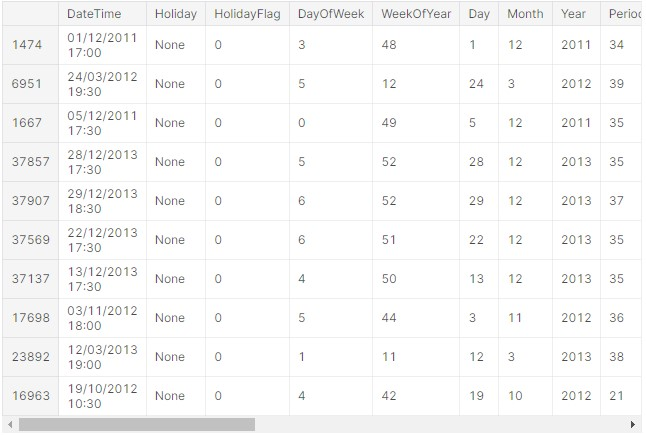 DateTime Holiday HolidayFlag DayOfWeek WeekOfYear Day Month Year Perioc
1474 01/12/2011 17:00 None 0 3 48 1 12 2011 34
6951 24/03/2012 19:30 None 0 5 12 24 3 2012 39
1667 05/12/2011 17:30 None 0 0 49 5 12 2011 35
37857 28/12/2013 17:30 None 0 5 52 28 12 2013 35
37907 29/12/2013 18:30 None 0 6 52 29 12 2013 37
37569 22/12/2013 17:30 None 0 6 51 22 12 2013 35
37137 13/12/2013 17:30 None 0 4 50 13 12 2013 35
17698 03/11/2012 18:00 None 0 5 44 3 11 2012 36
23892 12/03/2013 19:00 None 0 1 11 12 3 2013 38
16963 19/10/2012 10:30 None 0 4 42 19 10 2012 21